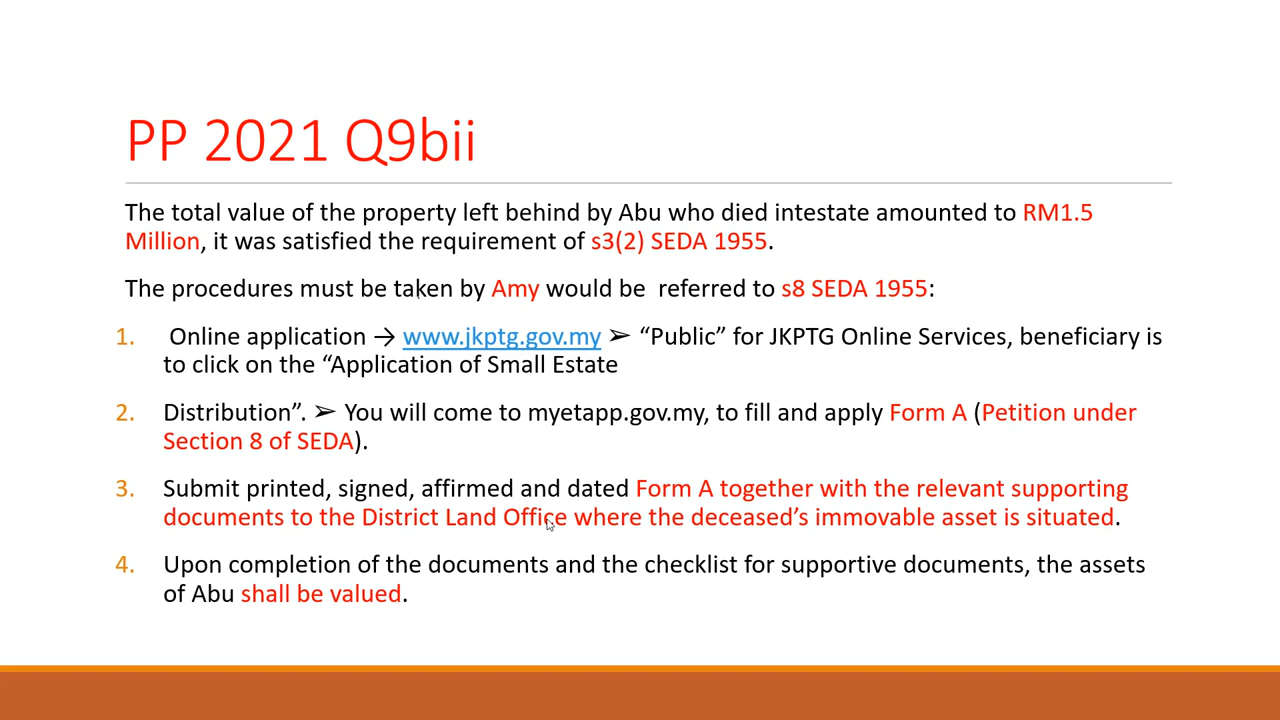 PP 2021 Q9bii
The total value of the property left behind by Abu who died intestate amounted to RM1.5
Million, it was satisfied the requirement of s3(2) SEDA 1955.
The procedures must be taken by Amy would be  referred to s8 SEDA 1955:
1. Online application → www.jkptg.gov.my ➢ “Public” for JKPTG Online Services, beneficiary is
to click on the “Application of Small Estate
2. Distribution”. ➢ You will come to myetapp.gov.my, to fill and apply Form A (Petition under
Section 8 of SEDA).
3. Submit printed, signed, affirmed and dated Form A together with the relevant supporting
documents to the District Land Office where the deceased’s immovable asset is situated.
4. Upon completion of the documents and the checklist for supportive documents, the assets
of Abu shall be valued.